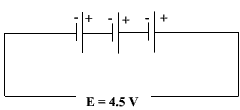 - + - + - +
E = 4.5 V